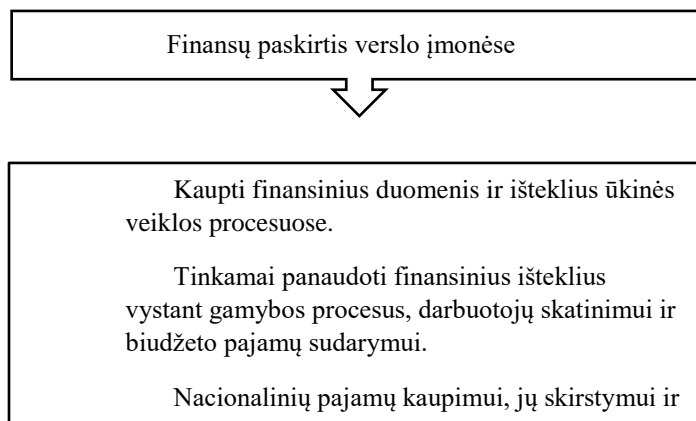 Finansų paskirtis verslo įmonėse
Kaupti finansinius duomenis ir išteklius ūkinės
veiklos procesuose.
Tinkamai panaudoti finansinius išteklius
vystant gamybos procesus, darbuotojų skatinimui ir
biudžeto pajamų sudarymui.
Nacionalinių pajamų kaupimui, jų skirstymui ir